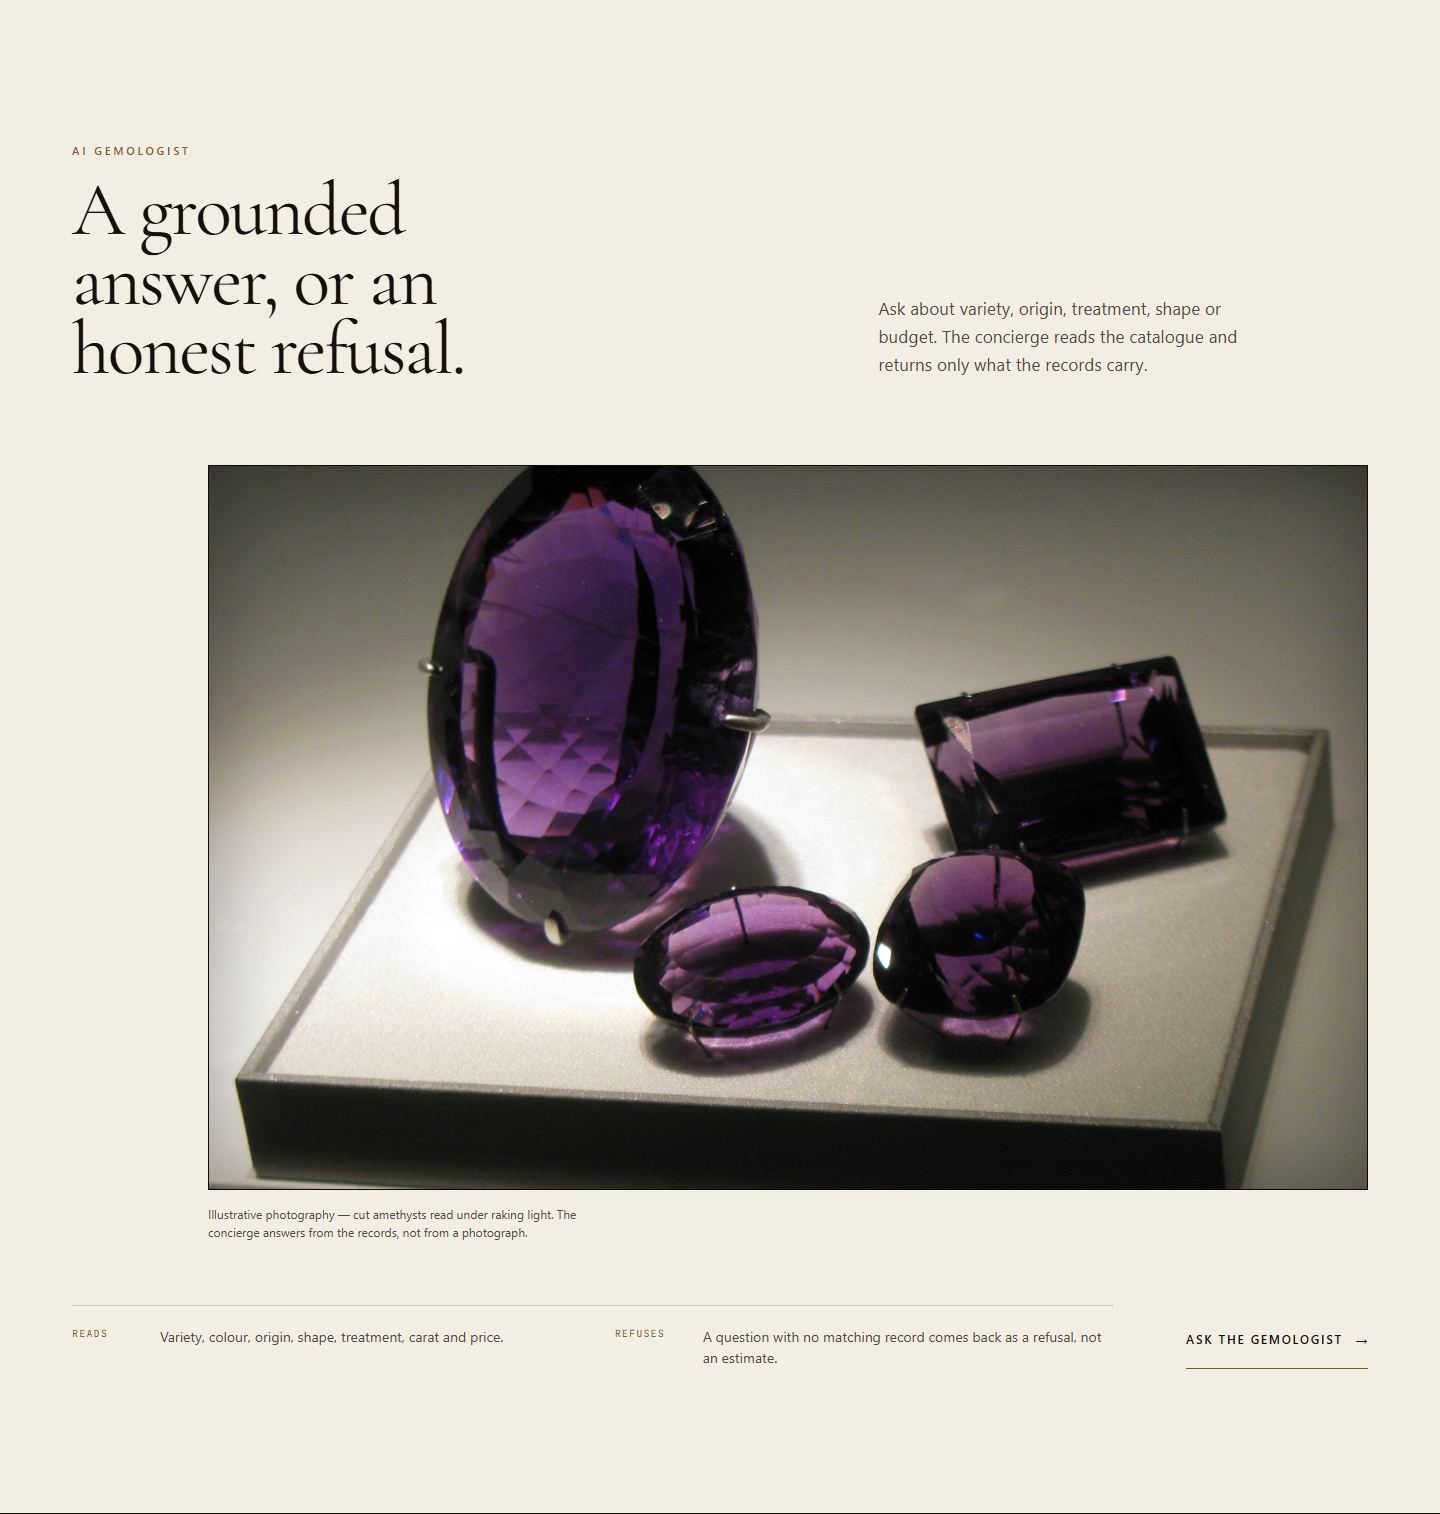 AI GEMOLOGIST
A grounded
answer, or an
honest refusal.
Ask about variety, origin, treatment, shape or
budget. The concierge reads the catalogue and
returns only what the records carry.
Illustrative photography — cut amethysts read under raking light. The
concierge answers from the records, not from a photograph.
READS
Variety, colour, origin, shape, treatment, carat and price.
REFUSES
A question with no matching record comes back as a refusal, not
an estimate.
ASK THE GEMOLOGIST →